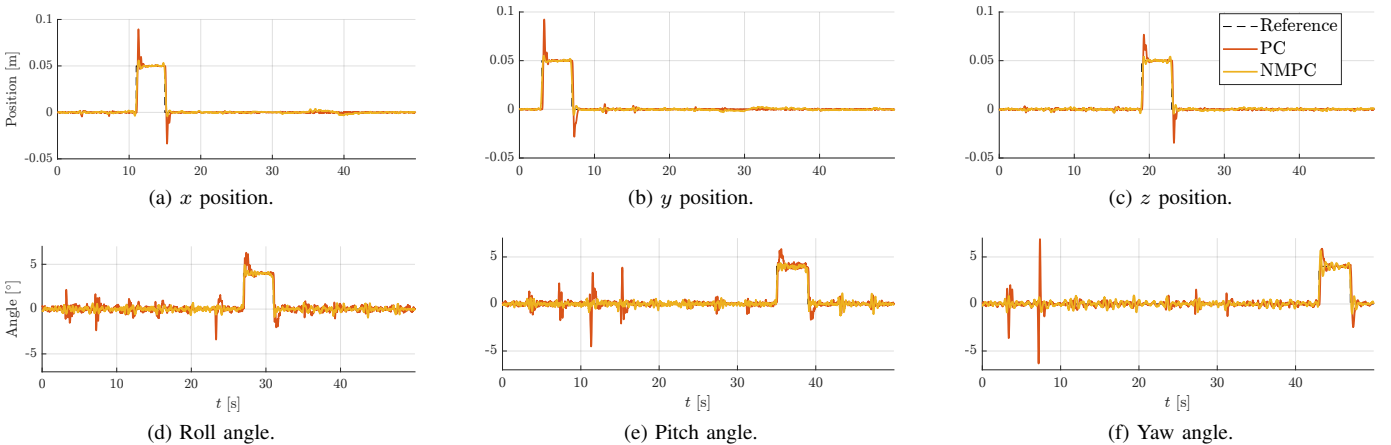 0.1
0.05
0
-0.05
Position [m]
0 10 20 30 40
(a) x position.
0.1
0.05
0
-0.05
0 10 20 30 40
(b) y position.
0.1
0.05
0
-0.05
0 10 20 30 40
Reference
PC
NMPC
(c) z position.
5
0
-5
Angle [°]
0 10 20 30 40
t [s]
(d) Roll angle.
5
0
-5
0 10 20 30 40
t [s]
(e) Pitch angle.
5
0
-5
0 10 20 30 40
t [s]
(f) Yaw angle.